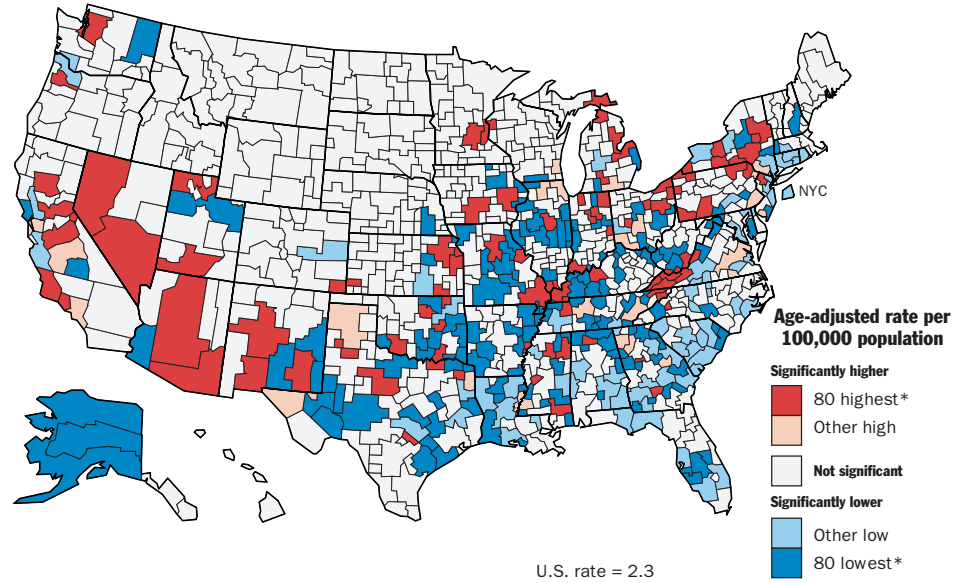 NYC
Age-adjusted rate per
100,000 population
Significantly higher
80 highest*
Other high
Not significant
Significantly lower
Other low
80 lowest*
U.S. rate = 2.3